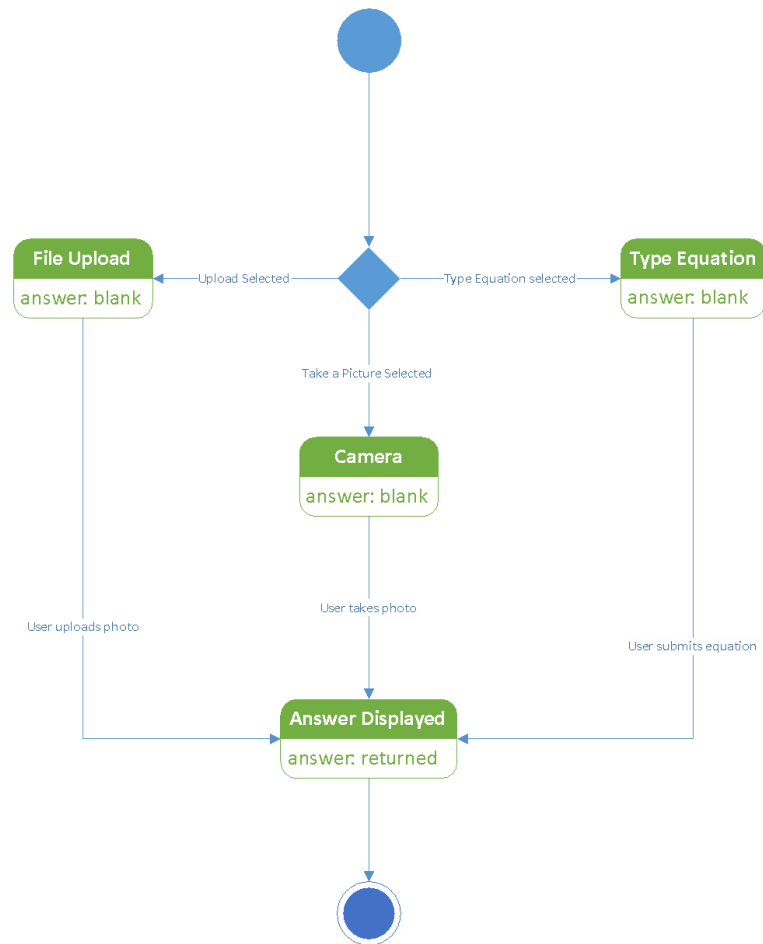 File Upload
answer: blank
Upload Selected
Type Equation selected
Type Equation
answer: blank
Take a Picture Selected
Camera
answer: blank
User takes photo
User uploads photo
User submits equation
Answer Displayed
answer: returned